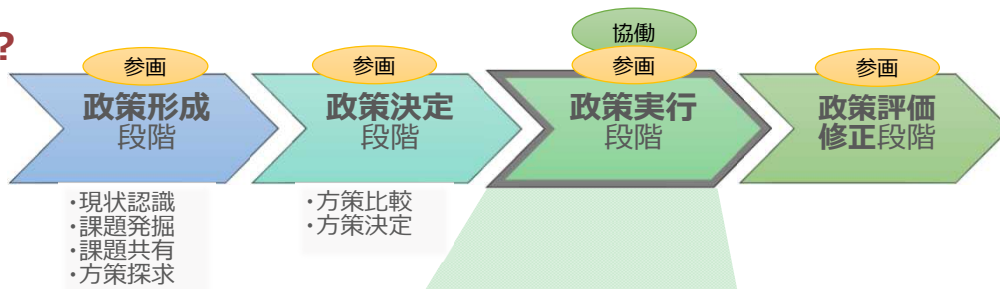 ?
協働
参画
参画
参画
参画
政策形成
段階
政策決定
段階
政策実行
段階
政策評価
修正段階
・現状認識
・課題発掘
・課題共有
・方策探求
・方策比較
・方策決定